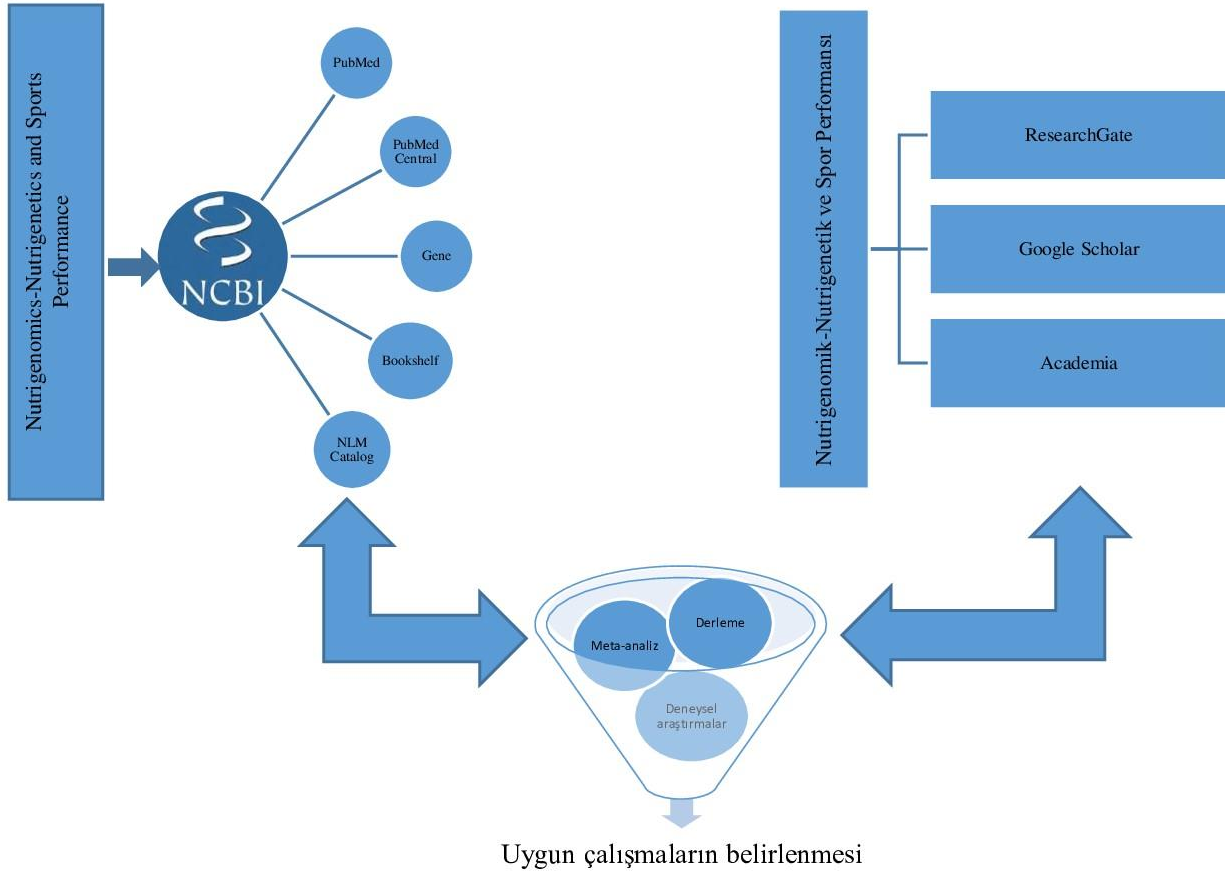 Nutrigenomics-Nutrigenetics and Sports
Performance
NCBI
PubMed
PubMed
Central
Gene
Bookshelf
NLM
Catalog
Nutrigenomik-Nutrigenetik ve Spor Performansı
ResearchGate
Google Scholar
Academia
Meta-analiz
Derleme
Deneysel
araştırmalar
Uygun çalışmaların belirlenmesi